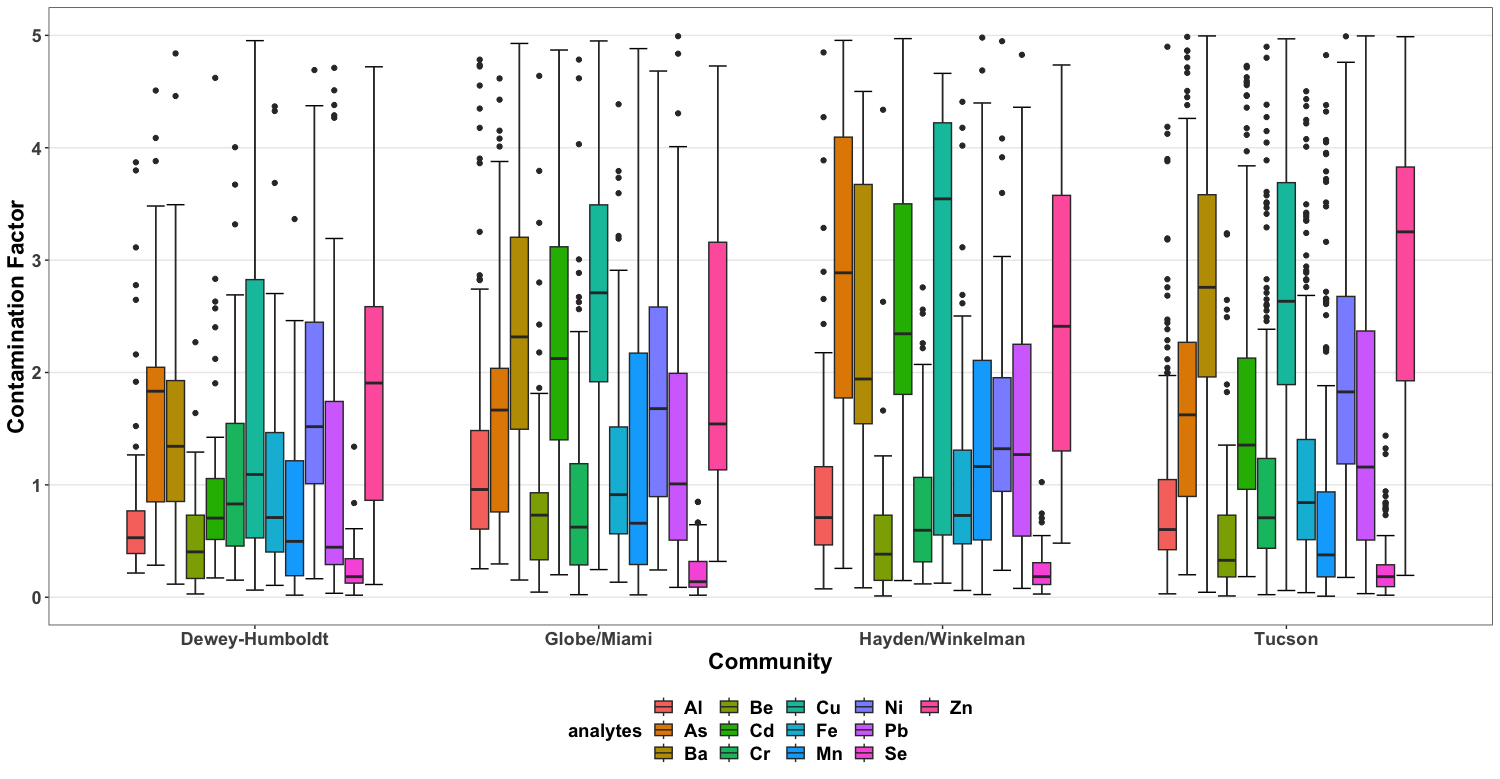 Contamination Factor
5
4
3
2
1
0
Dewey-Humboldt Globe/Miami Hayden/Winkelman Tucson
Community
analytes
Al Be Cu Ni Zn
As Cd Fe Pb
Ba Cr Mn Se